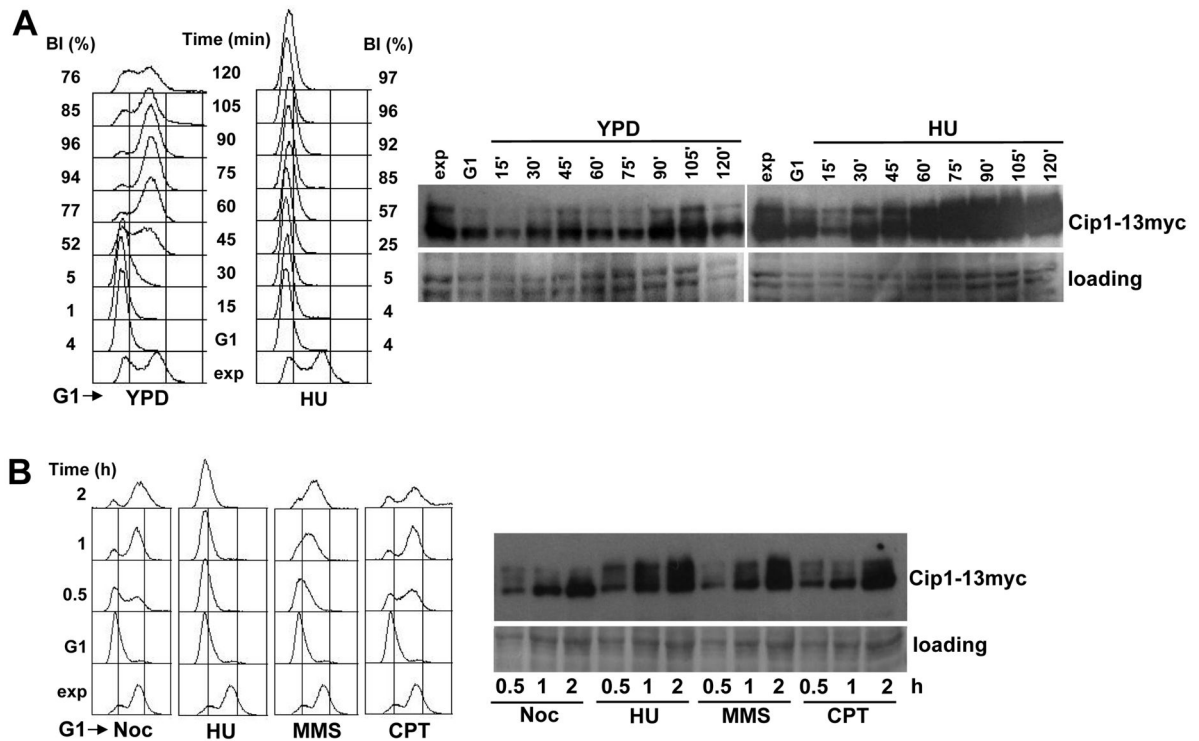 A
BI (%)
Time (min)
BI (%)
76
120
97
85
105
96
96
90
92
94
75
85
77
60
57
52
45
25
5
30
5
1
15
4
4
G1
4
exp
G1→ YPD
HU
YPD
HU
exp G1 15' 30' 45' 60' 75' 90' 105' 120'
exp G1 15' 30' 45' 60' 75' 90' 105' 120'
Cip1-13myc
loading
B
Time (h)
2
1
0.5
G1
exp
G1→ Noc HU MMS CPT
Cip1-13myc
loading
0.5 1 2 0.5 1 2 0.5 1 2 0.5 1 2 h
Noc HU MMS CPT